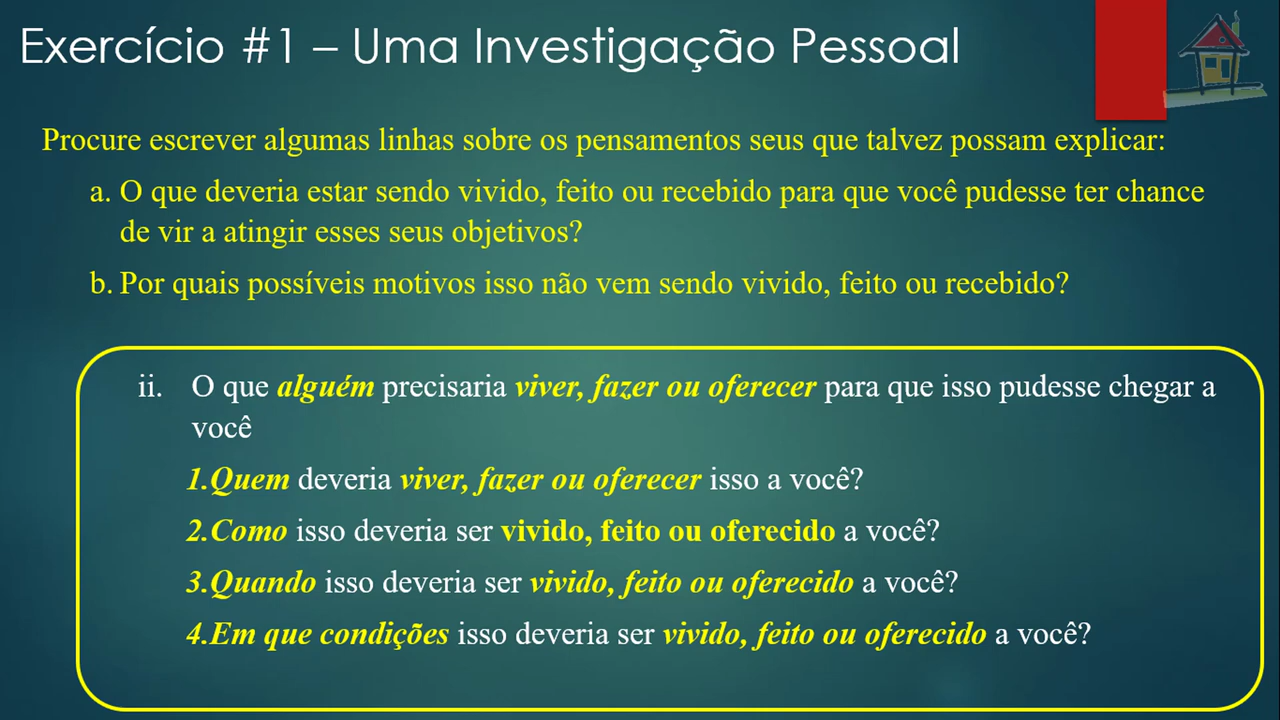 Exercício #1 – Uma Investigação Pessoal
Procure escrever algumas linhas sobre os pensamentos seus que talvez possam explicar:
a. O que deveria estar sendo vivido, feito ou recebido para que você pudesse ter chance
de vir a atingir esses seus objetivos?
b. Por quais possíveis motivos isso não vem sendo vivido, feito ou recebido?
ii. O que alguém precisaria viver, fazer ou oferecer para que isso pudesse chegar a
você
1.Quem deveria viver, fazer ou oferecer isso a você?
2.Como isso deveria ser vivido, feito ou oferecido a você?
3.Quando isso deveria ser vivido, feito ou oferecido a você?
4.Em que condições isso deveria ser vivido, feito ou oferecido a você?